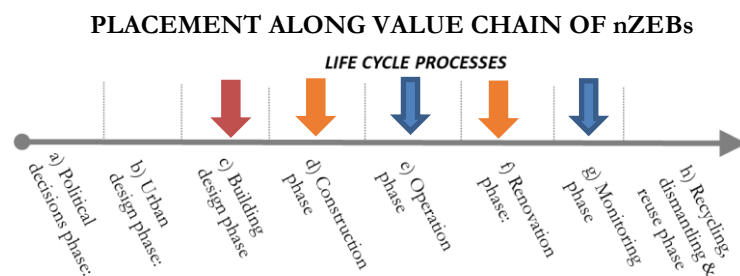 PLACEMENT ALONG VALUE CHAIN OF nZEBs
LIFE CYCLE PROCESSES
a) Political
decisions phase:
b) Urban
design phase:
c) Building
design phase
d) Construction
phase
e) Operation
phase
f) Renovation
phase:
g) Monitoring
phase
h) Recycling,
dismantling &
reuse phase